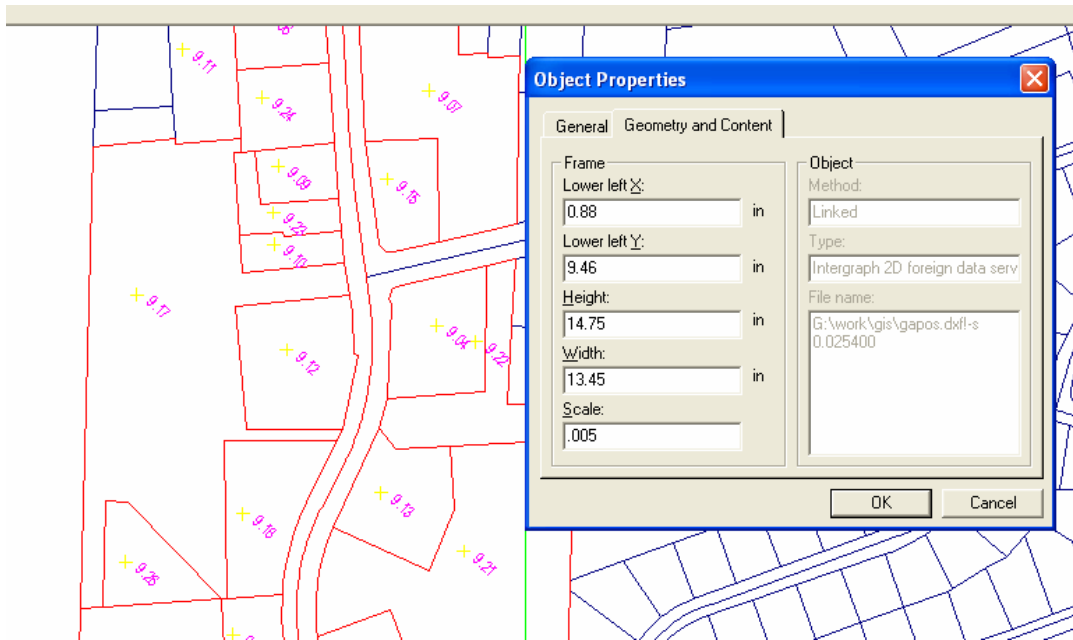 9.11
9.24
9.07
9.09
9.15
9.23
9.10
9.17
9.04
9.22
9.12
9.13
9.18
9.21
9.26
Object Properties
General
Geometry and Content
Frame
Lower left X:
0.88 in
Lower left Y:
9.46 in
Height:
14.75 in
Width:
13.45 in
Scale:
.005
Object
Method:
Linked
Type:
Intergraph 2D foreign data serv
File name:
G:\work\gis\gapos.dxf!-s
0.025400
OK
Cancel